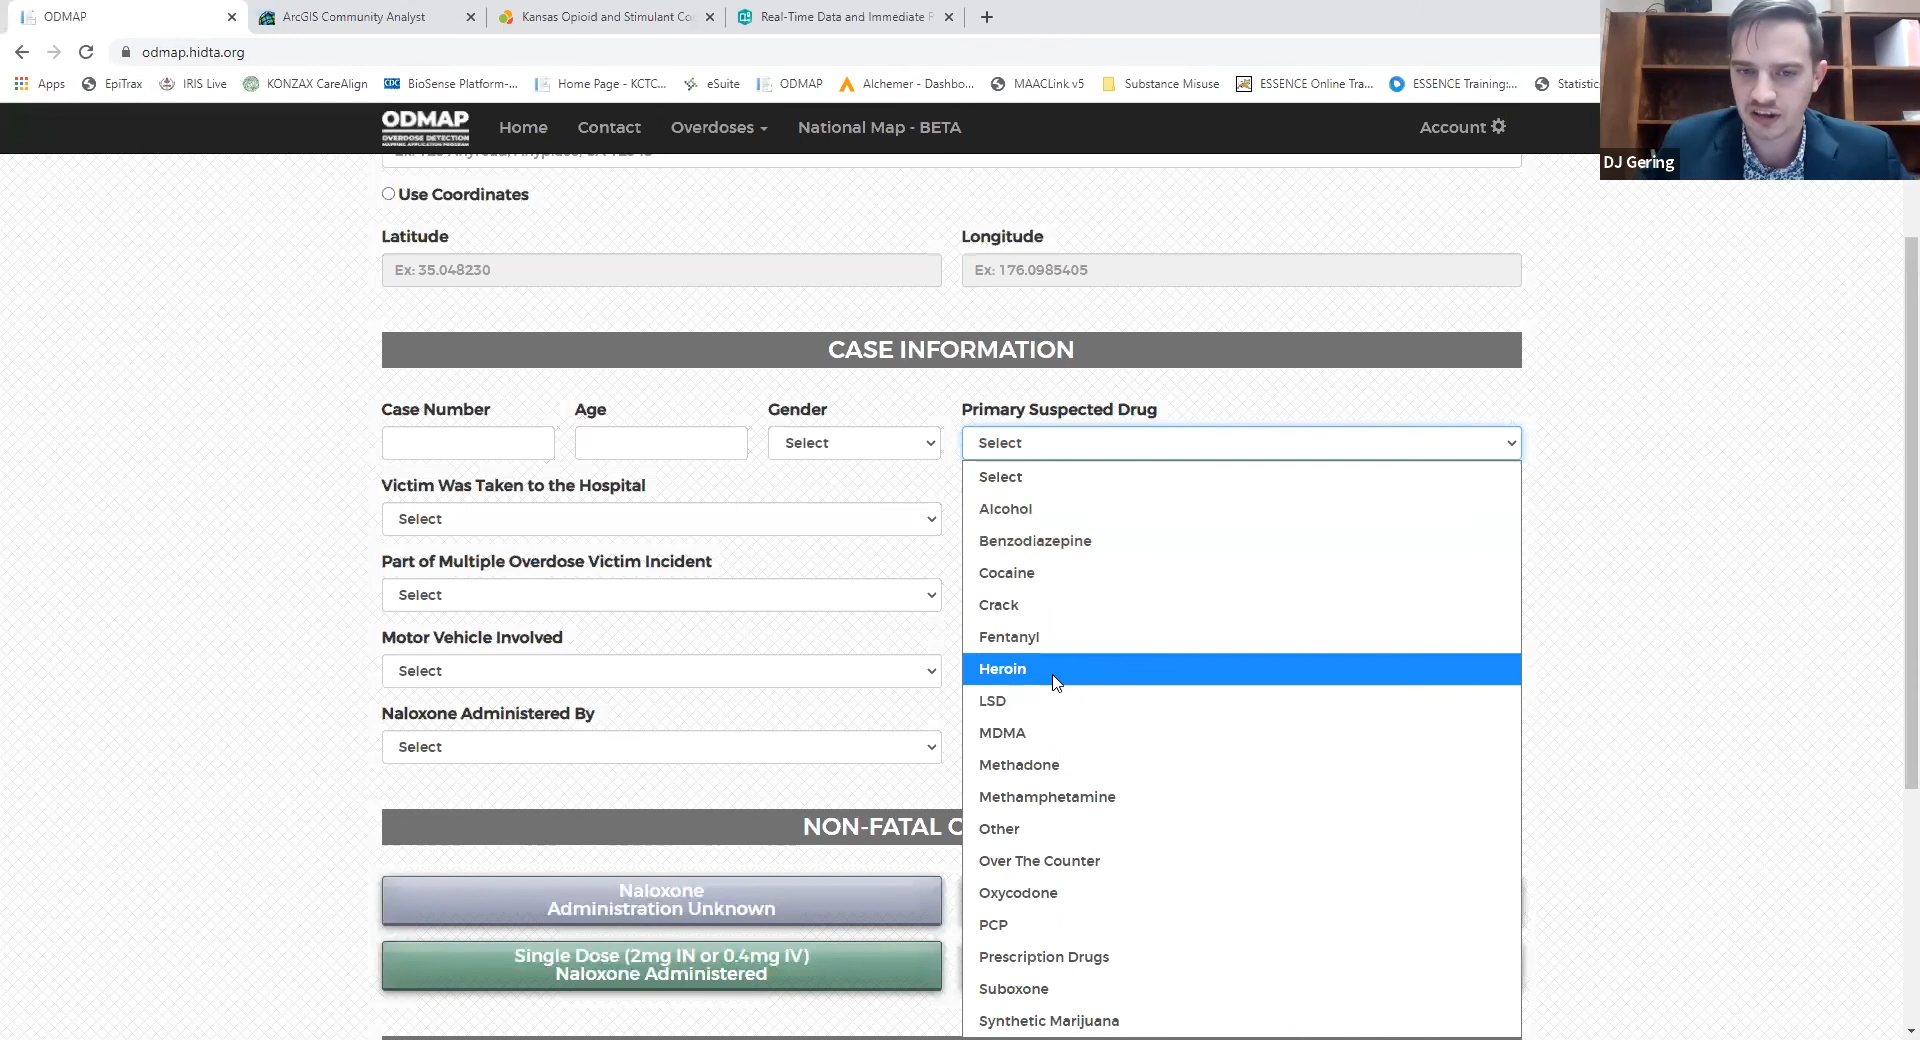 ODMAP
ArcGIS Community Analyst
Kansas Opioid and Stimulant Co
Real-Time Data and Immediate
odmap.hidta.org
Apps
EpiTrax
IRIS Live
KONZAX CareAlign
CDC
BioSense Platform-...
Home Page - KCTC...
eSuite
ODMAP
Alchemer - Dashbo...
MAACLink v5
Substance Misuse
ESSENCE Online Tra...
ESSENCE Training:...
Statistic
ODMAP
OVERDOSE DETECTION
MAPPING APPLICATION PROGRAM
Home
Contact
Overdoses
National Map - BETA
Account
DJ Gering
Use Coordinates
Latitude
Longitude
Ex: 35.048230
Ex: 176.0985405
CASE INFORMATION
Case Number
Age
Gender
Primary Suspected Drug
Select
Select
Victim Was Taken to the Hospital
Select
Part of Multiple Overdose Victim Incident
Select
Motor Vehicle Involved
Select
Naloxone Administered By
Select
Select
Alcohol
Benzodiazepine
Cocaine
Crack
Fentanyl
Heroin
LSD
MDMA
Methadone
Methamphetamine
Other
Over The Counter
Oxycodone
PCP
Prescription Drugs
Suboxone
Synthetic Marijuana
NON-FATAL
Naloxone
Administration Unknown
Single Dose (2mg IN or 0.4mg IV)
Naloxone Administered